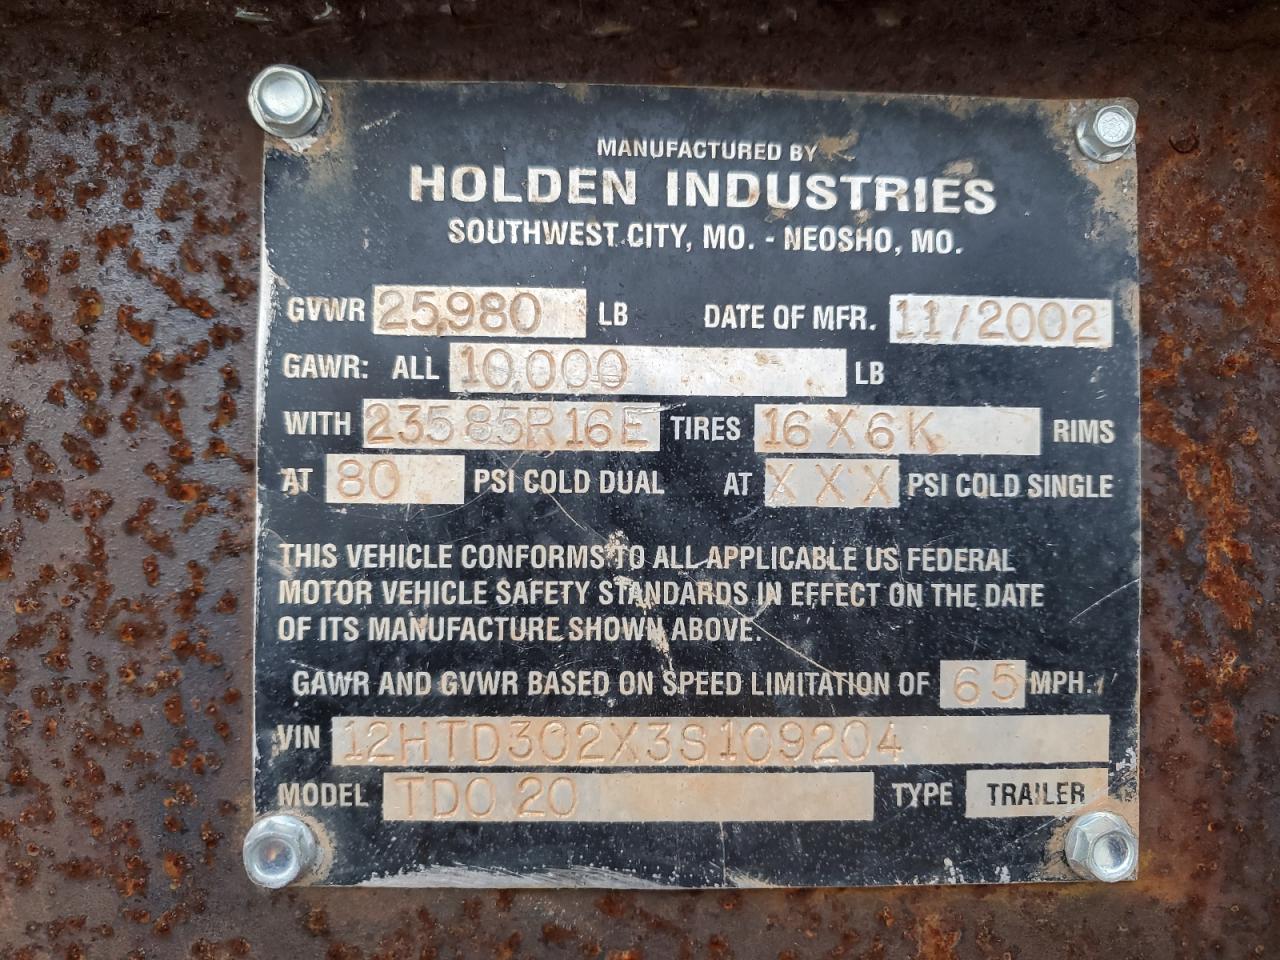 MANUFACTURED BY
HOLDEN INDUSTRIES
SOUTHWEST CITY, MO. - NEOSHO, MO.
GVWR 25,980 LB DATE OF MFR. 11/2002
GAWR: ALL 10,000 LB
WITH 23585R16E TIRES 16 X 6K RIMS
AT 80 PSI COLD DUAL AT X X X PSI COLD SINGLE
THIS VEHICLE CONFORMS TO ALL APPLICABLE US FEDERAL
MOTOR VEHICLE SAFETY STANDARDS IN EFFECT ON THE DATE
OF ITS MANUFACTURE SHOWN ABOVE.
GAWR AND GVWR BASED ON SPEED LIMITATION OF 65 MPH.
VIN 12HTD302X3S109204
MODEL TDO 20 TYPE TRAILER